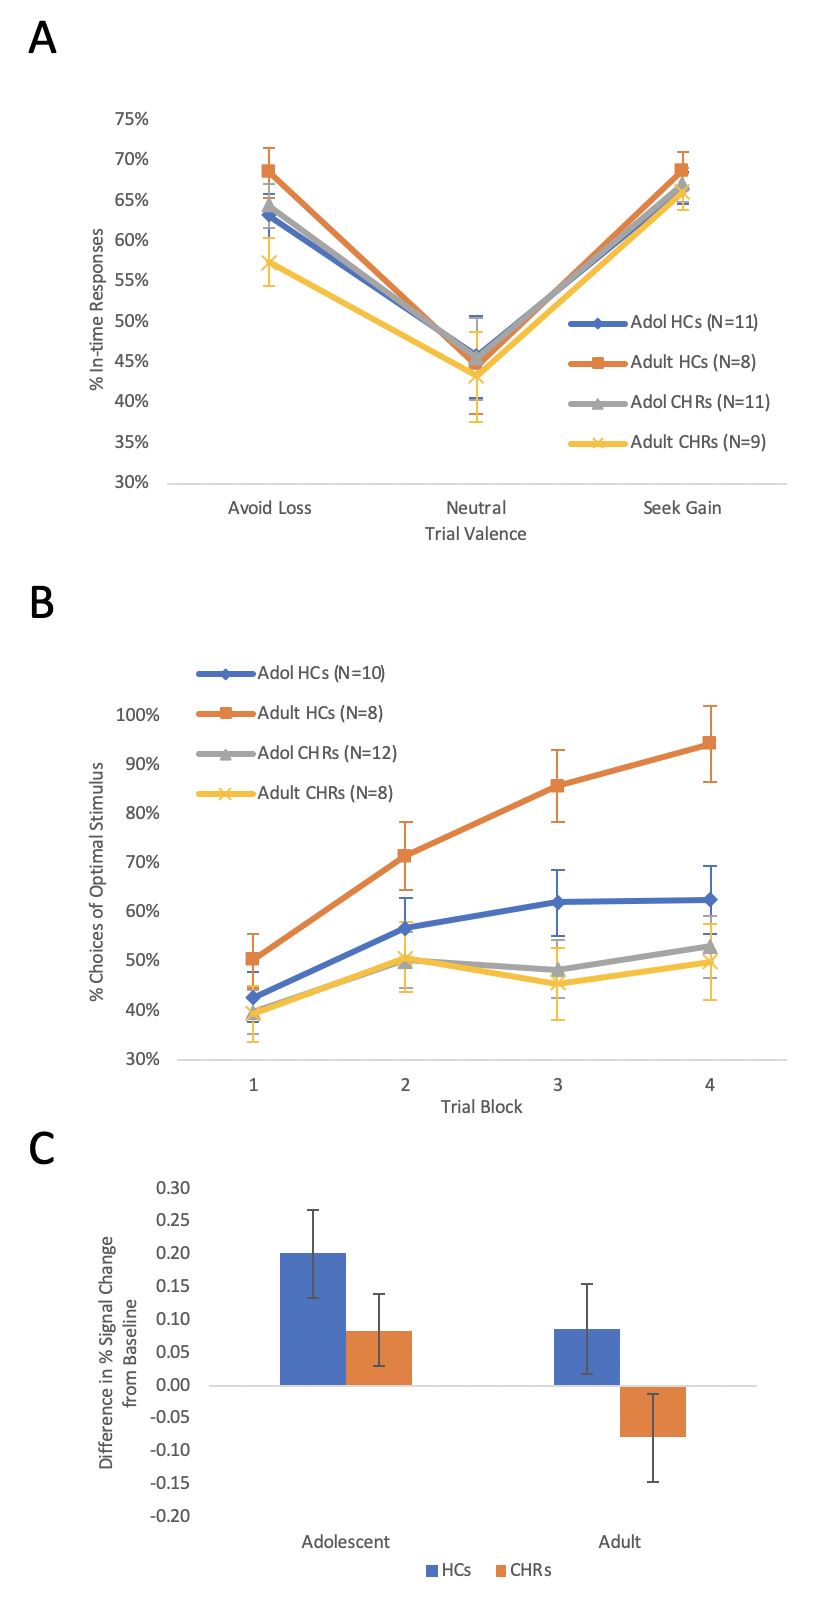 A
75%
70%
65%
60%
55%
50%
45%
40%
35%
30%
% In-time Responses
Adol HCs (N=11)
Adult HCs (N=8)
Adol CHRs (N=11)
Adult CHRs (N=9)
Avoid Loss Neutral Seek Gain
Trial Valence
B
Adol HCs (N=10)
Adult HCs (N=8)
Adol CHRs (N=12)
Adult CHRs (N=8)
100%
90%
80%
70%
60%
50%
40%
30%
% Choices of Optimal Stimulus
1 2 3 4
Trial Block
C
0.30
0.25
0.20
0.15
0.10
0.05
0.00
-0.05
-0.10
-0.15
-0.20
Difference in % Signal Change
from Baseline
Adolescent Adult
HCs CHRs